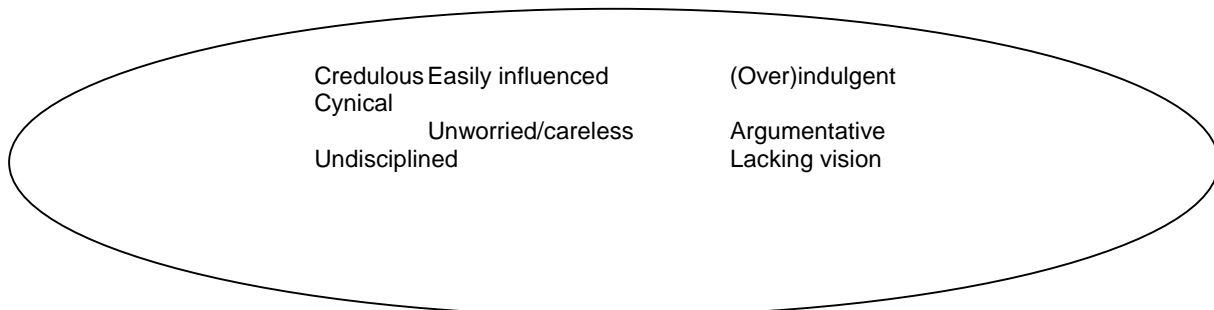 Credulous Easily influenced (Over)indulgent
Cynical
Unworried/careless Argumentative
Undisciplined Lacking vision